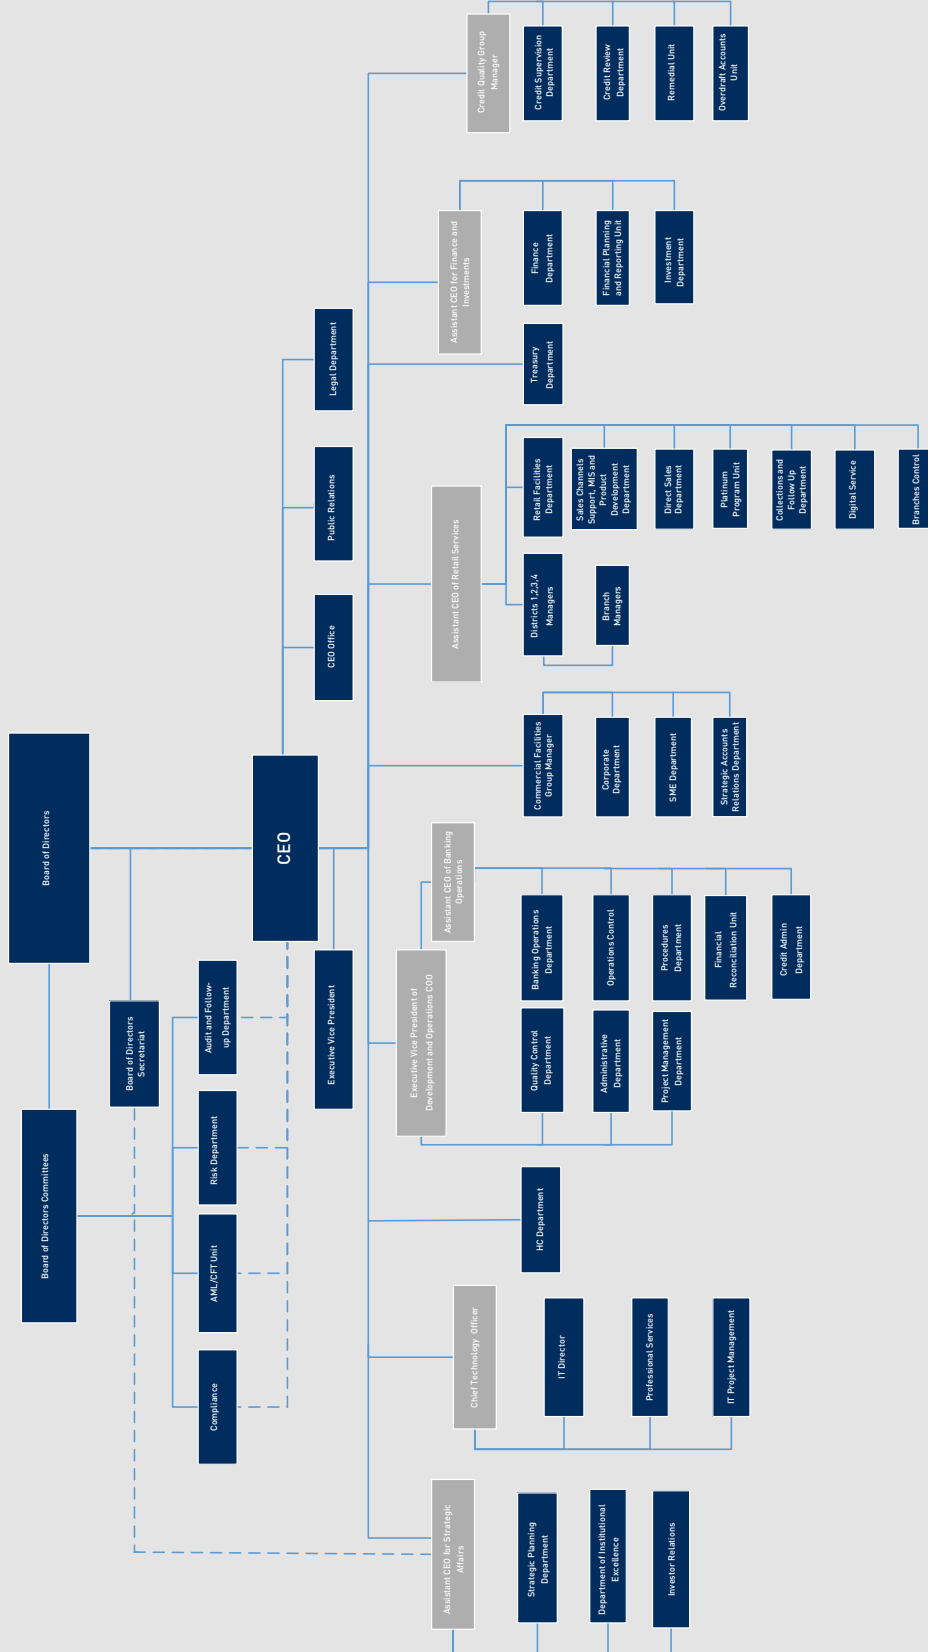 Board of Directors
Board of Directors Committees
Board of Directors
Secretariat
Compliance
AML/CFT Unit
Risk Department
Audit and Follow-
up Department
CEO
Executive Vice President
CEO Office
Public Relations
Legal Department
Assistant CEO for Strategic
Affairs
Strategic Planning
Department
Department of Institutional
Excellence
Investor Relations
Chief Technology Officer
IT Director
Professional Services
IT Project Management
HC Department
Executive Vice President of
Development and Operations COO
Quality Control
Department
Administrative
Department
Project Management
Department
Assistant CEO of Banking
Operations
Banking Operations
Department
Operations Control
Procedures
Department
Financial
Reconciliation Unit
Credit Admin
Department
Commercial Facilities
Group Manager
Corporate
Department
SME Department
Strategic Accounts
Relations Department
Assistant CEO of Retail Services
Districts 1,2,3,4
Managers
Branch
Managers
Retail Facilities
Department
Sales Channels
Support, MIS and
Product
Development
Department
Direct Sales
Department
Platinum
Program Unit
Collections and
Follow Up
Department
Digital Service
Branches Control
Treasury
Department
Assistant CEO for Finance and
Investments
Finance
Department
Financial Planning
and Reporting Unit
Investment
Department
Credit Quality Group
Manager
Credit Supervision
Department
Credit Review
Department
Remedial Unit
Overdraft Accounts
Unit